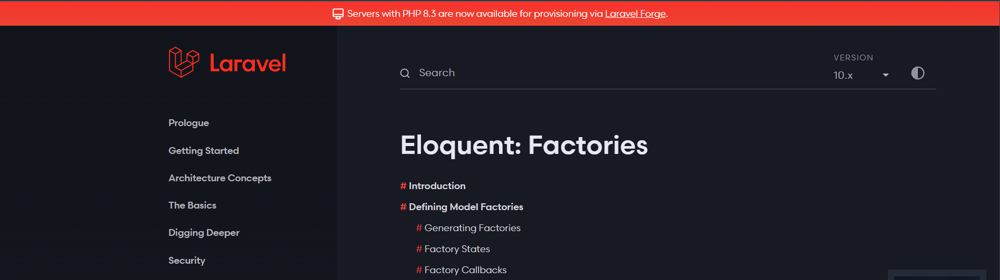 Servers with PHP 8.3 are now available for provisioning via Laravel Forge.
Laravel
Prologue
Getting Started
Architecture Concepts
The Basics
Digging Deeper
Security
Search
VERSION
10.x
Eloquent: Factories
# Introduction
# Defining Model Factories
# Generating Factories
# Factory States
# Factory Callbacks